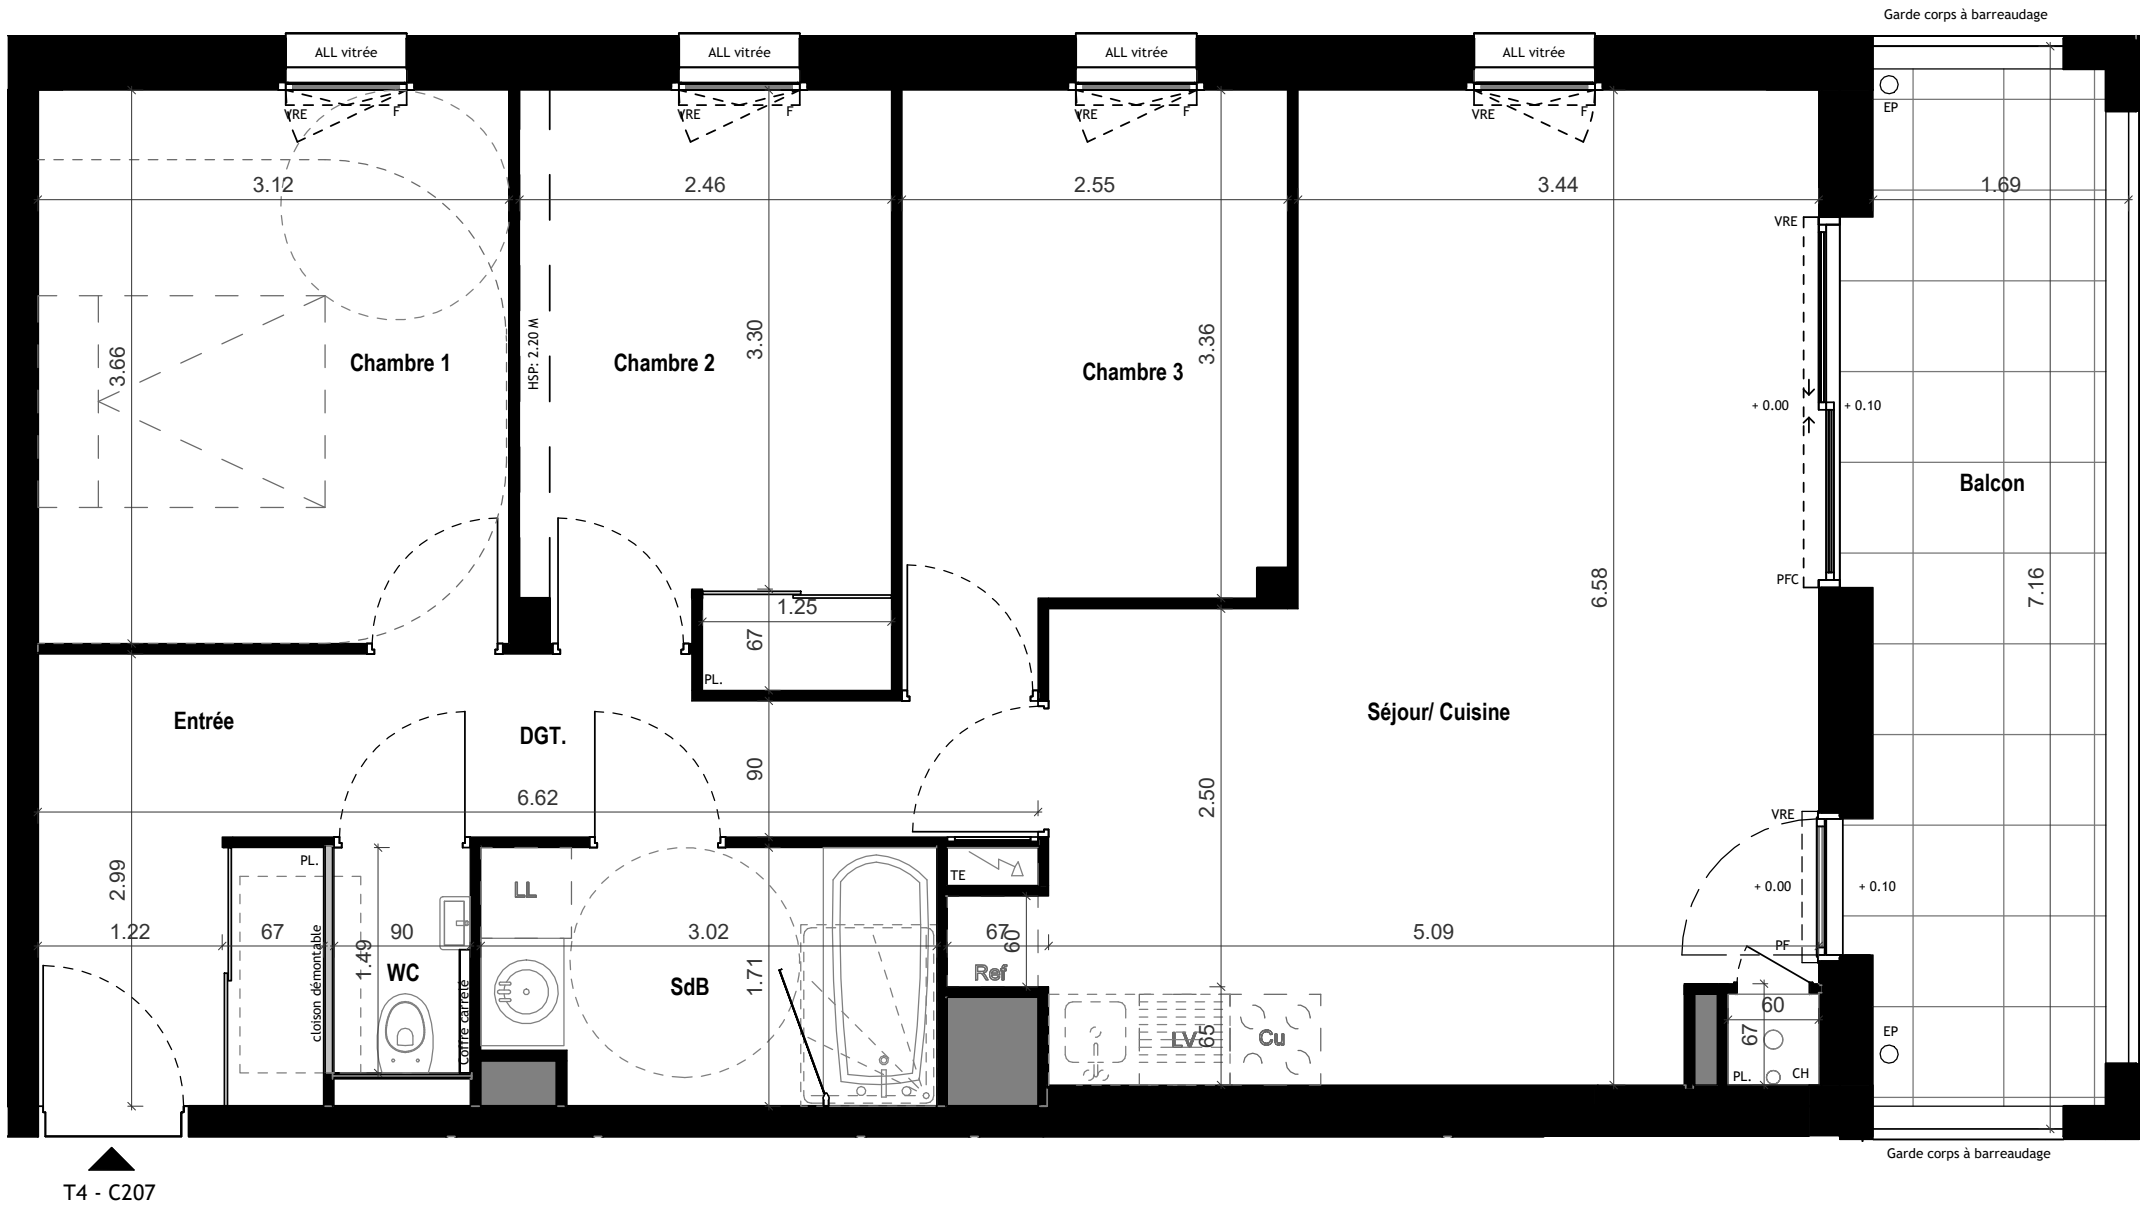 Garde corps à barreaudage
ALL vitrée
ALL vitrée
ALL vitrée
ALL vitrée
VRE
F
VRE
F
VRE
F
VRE
F
EP
3.12
2.46
2.55
3.44
1.69
VRE
HSP: 2.20 M
3.66
Chambre 1
Chambre 2
3.30
Chambre 3
3.36
+ 0.00
+ 0.10
Balcon
PFC
6.58
7.16
1.25
67
PL.
Entrée
DGT.
Séjour/ Cuisine
90
6.62
2.50
VRE
PL.
2.99
LL
TE
+ 0.00
+ 0.10
1.22
67
cloison démontable
90
1.49
3.02
67
60
5.09
PF
WC
Coffre carrelé
SdB
1.71
Ref
60
65
LV
Cu
67
PL.
CH
EP
Garde corps à barreaudage
T4 - C207